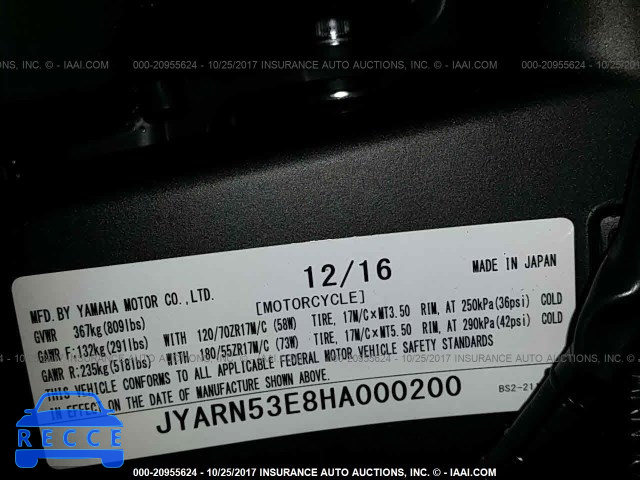 000-20955624 - 10/25/2017 INSURANCE AUTO AUCTIONS, INC. - © IAAI.COM
12/16
MFD. BY YAMAHA MOTOR CO., LTD.
[MOTORCYCLE]
MADE IN JAPAN
GVWR 367kg(809lbs)
GAWR F:132kg(291lbs) WITH 120/70ZR17M/C (58W) TIRE, 17M/C×MT3.50 RIM, AT 250kPa(36psi) COLD
GAWR R:235kg(518lbs) WITH 180/55ZR17M/C (73W) TIRE, 17M/C×MT5.50 RIM, AT 290kPa(42psi) COLD
THIS VEHICLE CONFORMS TO ALL APPLICABLE FEDERAL MOTOR VEHICLE SAFETY STANDARDS
IN EFFECT ON THE DATE OF MANUFACTURE SHOWN ABOVE.
JYARN53E8HA000200
RECCE
000-20955624 - 10/25/2017 INSURANCE AUTO AUCTIONS, INC. - © IAAI.COM